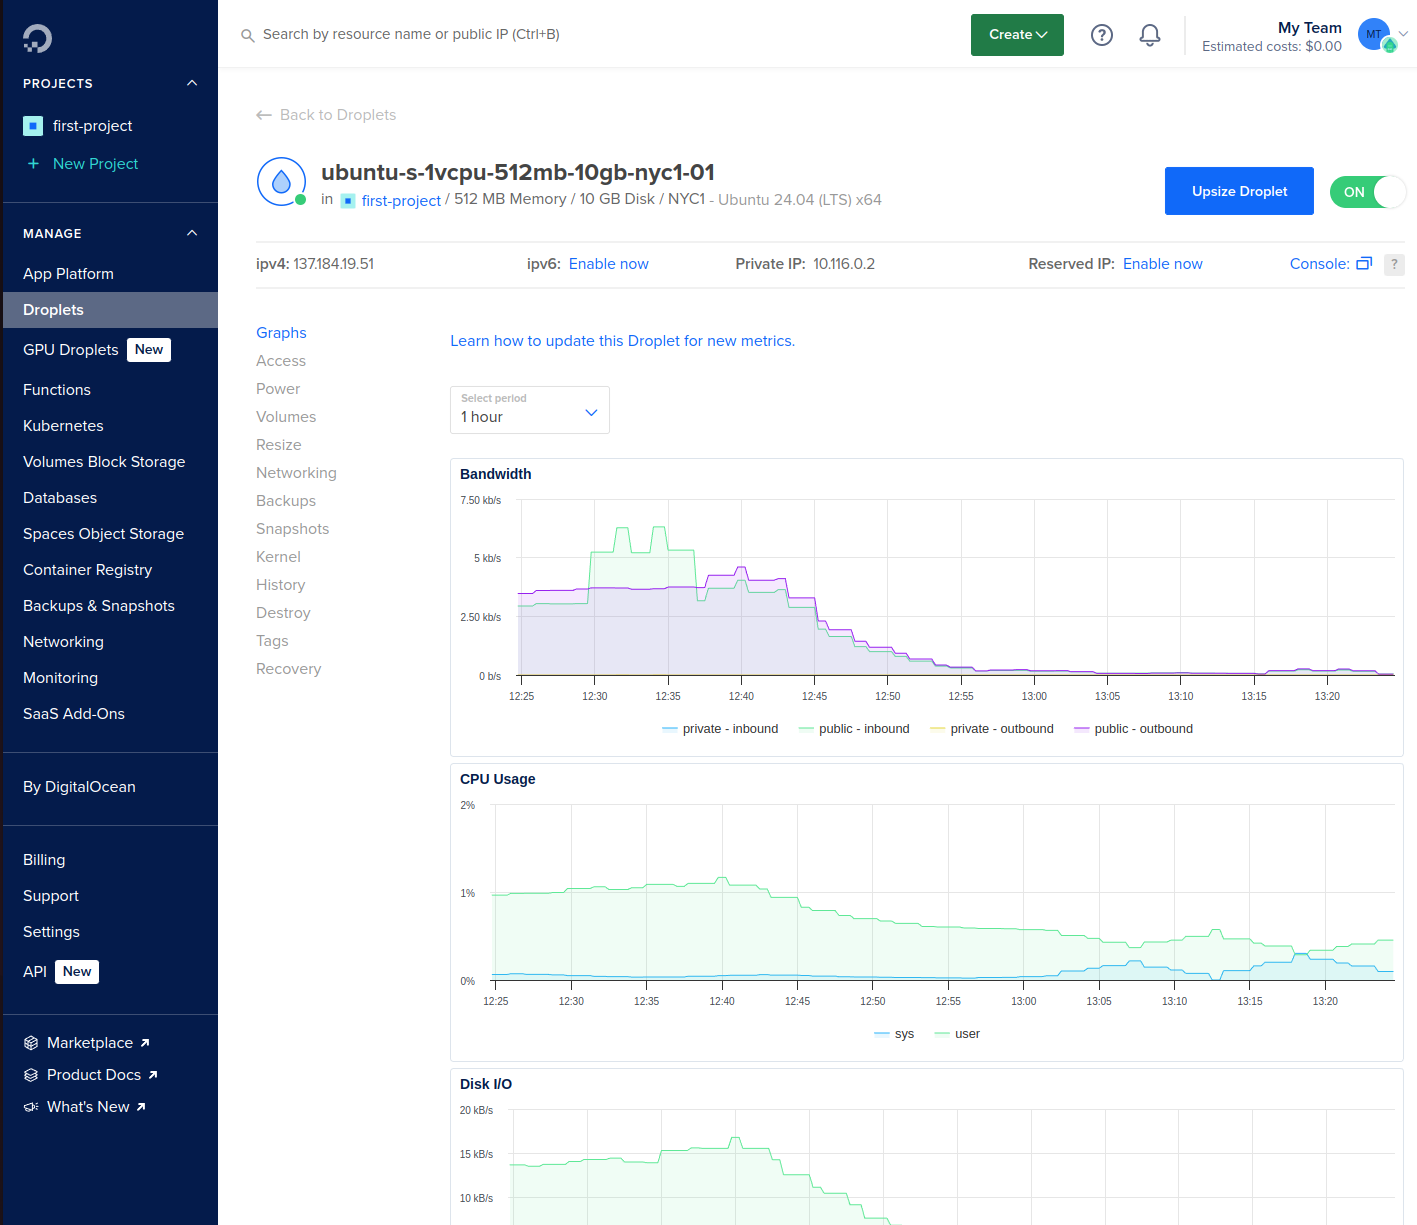 Search by resource name or public IP (Ctrl+B)
Create
?
My Team
Estimated costs: $0.00
MT
PROJECTS
first-project
+ New Project
MANAGE
App Platform
Droplets
GPU Droplets New
Functions
Kubernetes
Volumes Block Storage
Databases
Spaces Object Storage
Container Registry
Backups & Snapshots
Networking
Monitoring
SaaS Add-Ons
By DigitalOcean
Billing
Support
Settings
API New
Marketplace
Product Docs
What's New
Back to Droplets
ubuntu-s-1vcpu-512mb-10gb-nyc1-01
in first-project / 512 MB Memory / 10 GB Disk / NYC1 - Ubuntu 24.04 (LTS) x64
Upsize Droplet
ON
ipv4: 137.184.19.51
ipv6: Enable now
Private IP: 10.116.0.2
Reserved IP: Enable now
Console:
?
Graphs
Access
Power
Volumes
Resize
Networking
Backups
Snapshots
Kernel
History
Destroy
Tags
Recovery
Learn how to update this Droplet for new metrics.
Select period
1 hour
Bandwidth
7.50 kb/s
5 kb/s
2.50 kb/s
0 b/s
12:25 12:30 12:35 12:40 12:45 12:50 12:55 13:00 13:05 13:10 13:15 13:20
private - inbound public - inbound private - outbound public - outbound
CPU Usage
2%
1%
0%
12:25 12:30 12:35 12:40 12:45 12:50 12:55 13:00 13:05 13:10 13:15 13:20
sys user
Disk I/O
20 kB/s
15 kB/s
10 kB/s